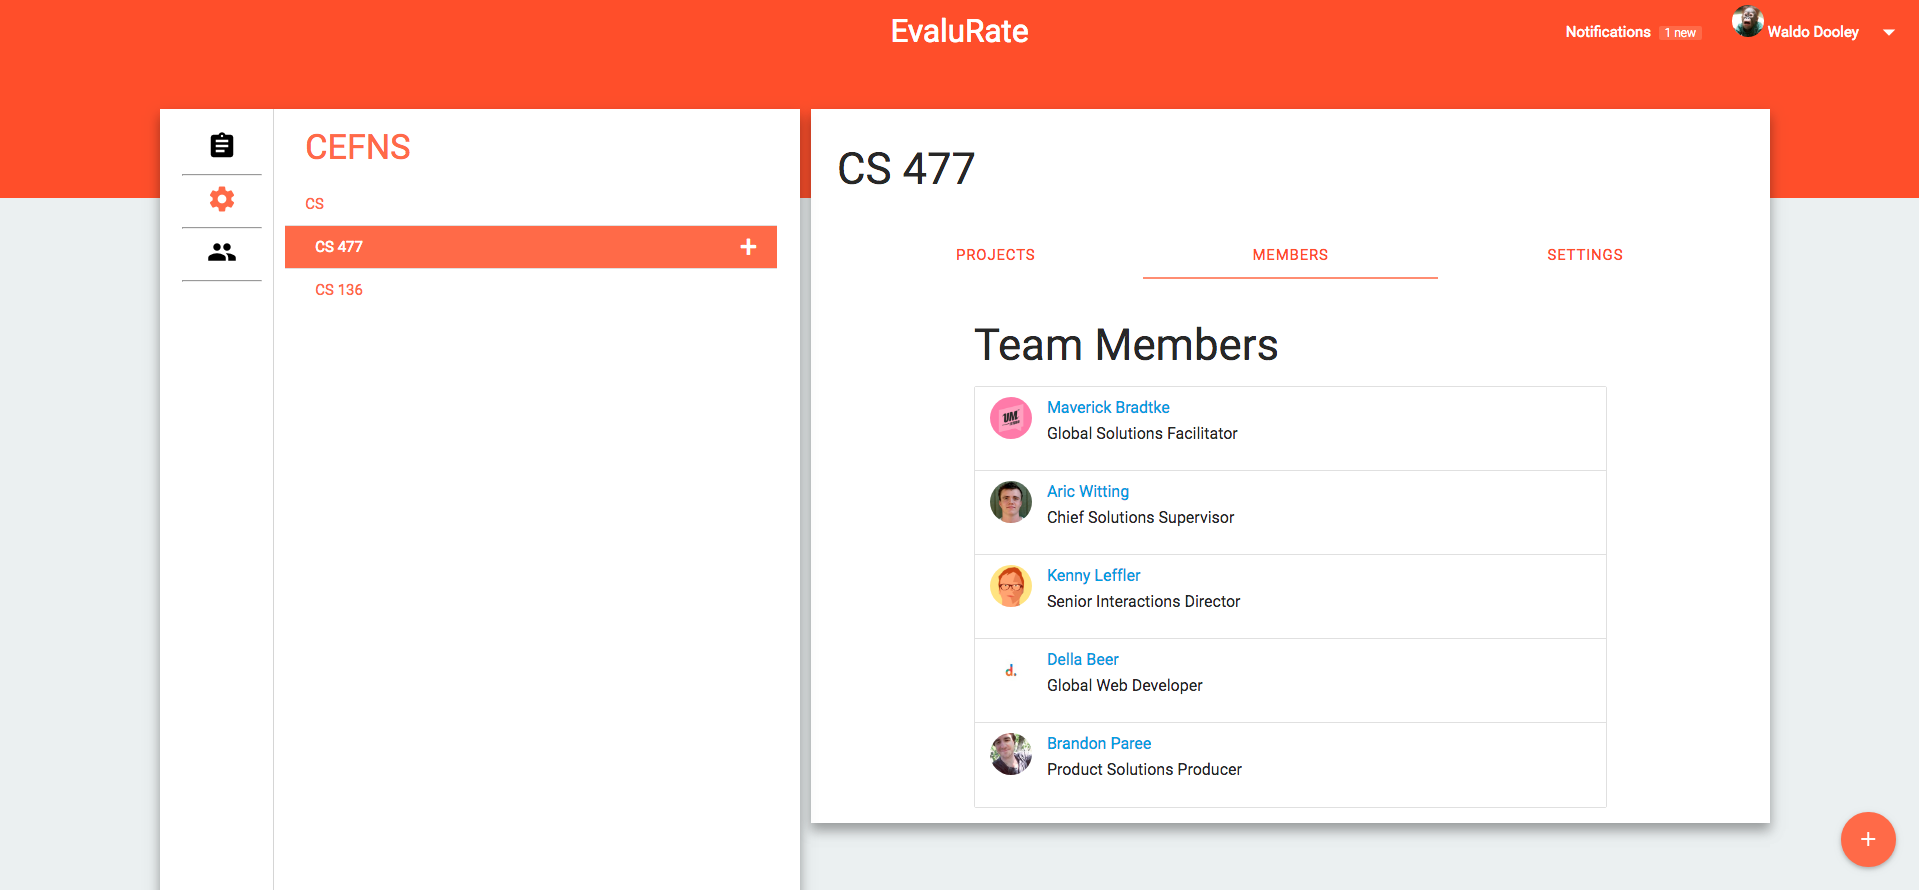 EvaluRate
Notifications 1 new
Waldo Dooley
CEFNS
CS
CS 477
CS 136
CS 477
PROJECTS
MEMBERS
SETTINGS
Team Members
Maverick Bradtke
Global Solutions Facilitator
Aric Witting
Chief Solutions Supervisor
Kenny Leffler
Senior Interactions Director
d.
Della Beer
Global Web Developer
Brandon Paree
Product Solutions Producer